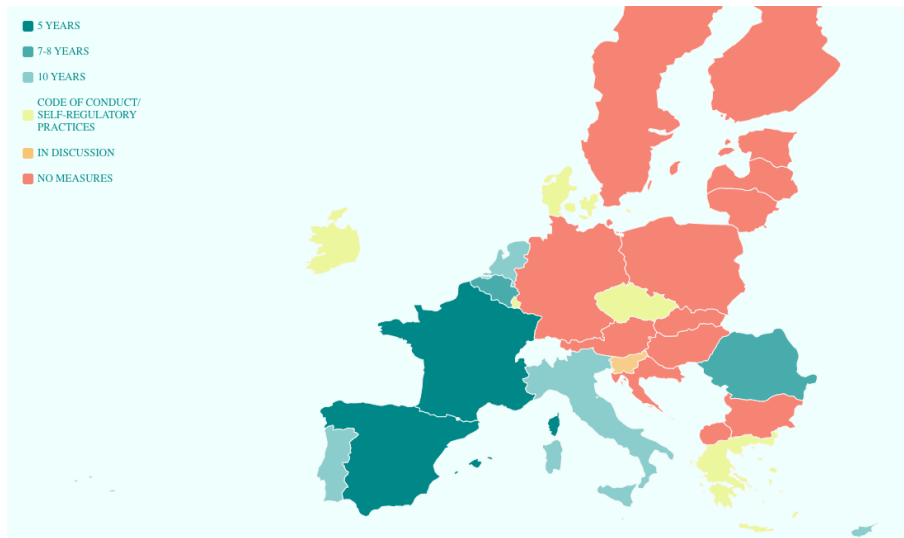 5 YEARS
7-8 YEARS
10 YEARS
CODE OF CONDUCT/
SELF-REGULATORY
PRACTICES
IN DISCUSSION
NO MEASURES